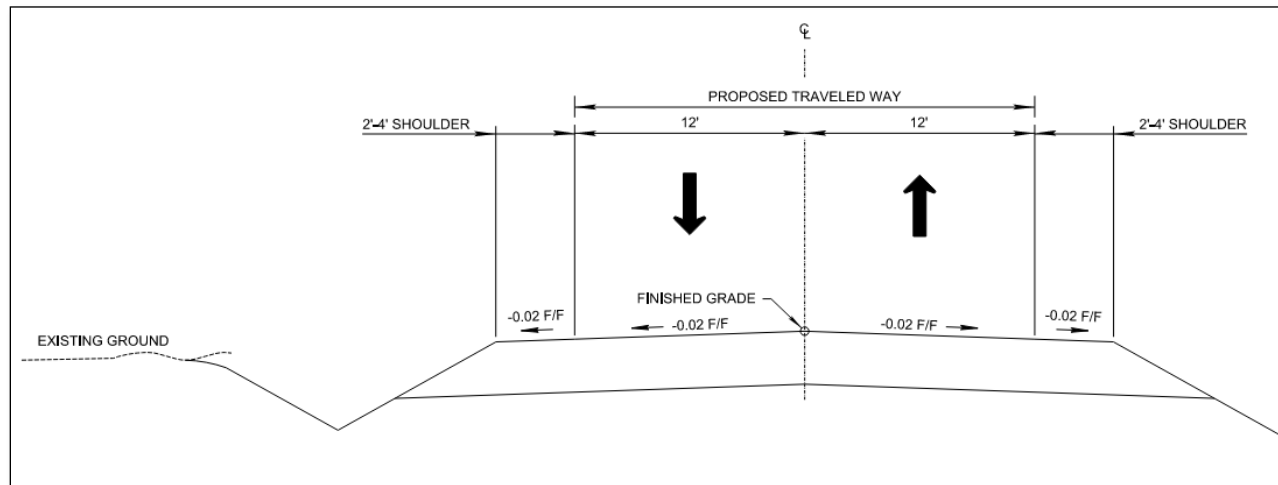 ℄
PROPOSED TRAVELED WAY
2'-4' SHOULDER
12'
12'
2'-4' SHOULDER
FINISHED GRADE
-0.02 F/F
-0.02 F/F
-0.02 F/F
-0.02 F/F
EXISTING GROUND